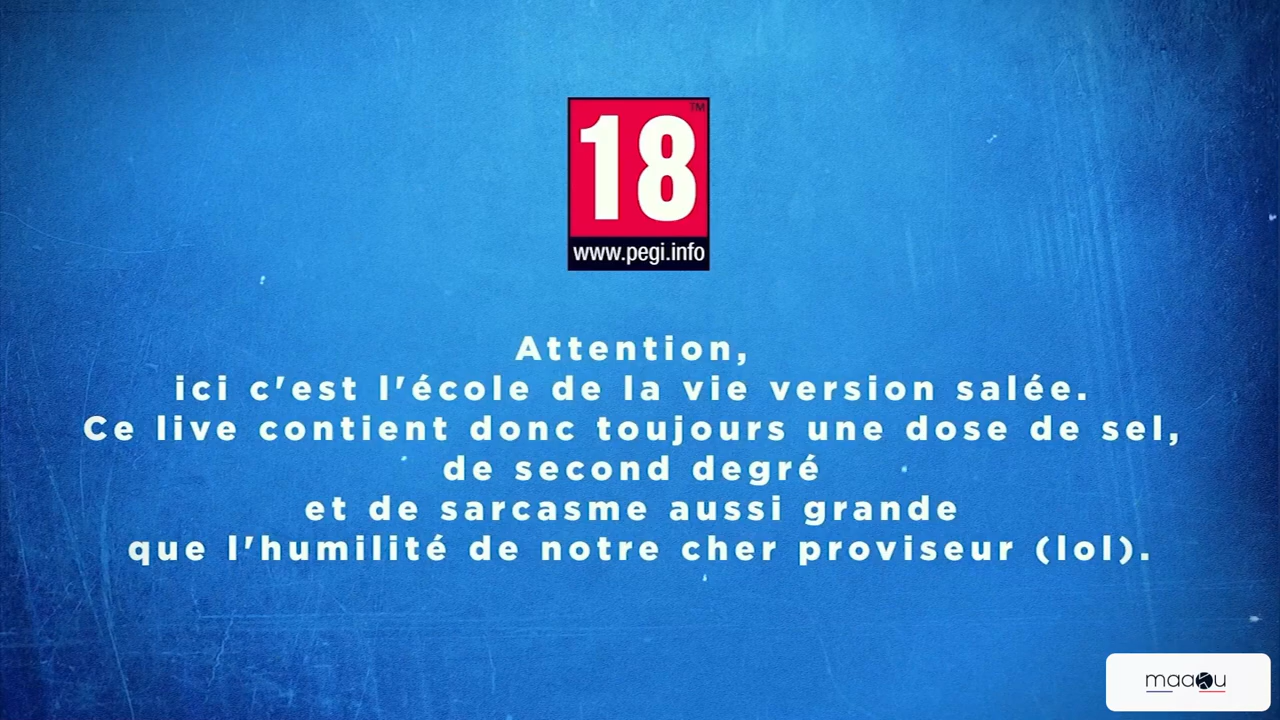 18
TM
www.pegi.info
Attention,
ici c'est l'école de la vie version salée.
Ce live contient donc toujours une dose de sel,
de second degré
et de sarcasme aussi grande
que l'humilité de notre cher proviseur (lol).
maaku